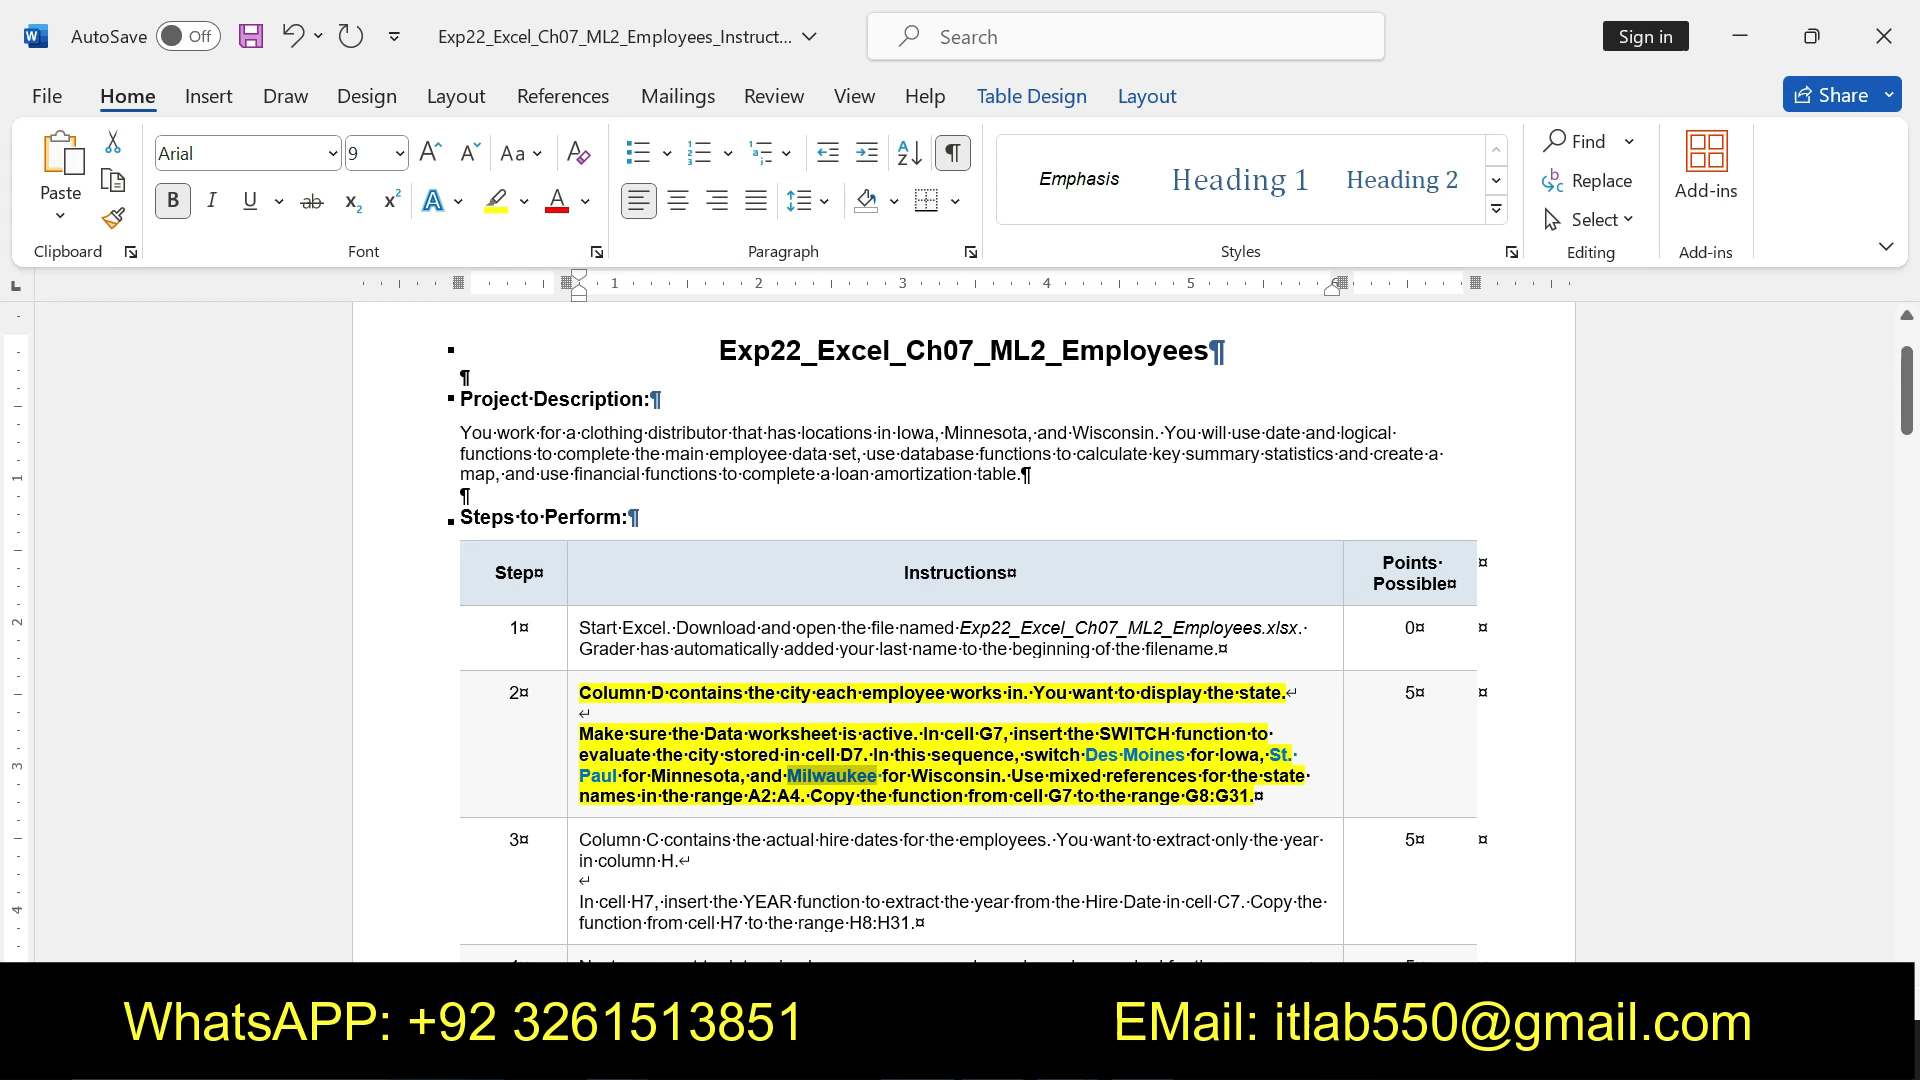 AutoSave Off Exp22_Excel_Ch07_ML2_Employees_Instruct... Search Sign in
File Home Insert Draw Design Layout References Mailings Review View Help Table Design Layout Share
Paste Arial 9 Aa Emphasis Heading 1 Heading 2 Find Replace Select Add-ins
Clipboard Font Paragraph Styles Editing Add-ins
1 2 3 4 5
Exp22_Excel_Ch07_ML2_Employees¶
¶
Project·Description:¶
You·work·for·a·clothing·distributor·that·has·locations·in·Iowa,·Minnesota,·and·Wisconsin.·You·will·use·date·and·logical·
functions·to·complete·the·main·employee·data·set,·use·database·functions·to·calculate·key·summary·statistics·and·create·a·
map,·and·use·financial·functions·to·complete·a·loan·amortization·table.¶
¶
Steps·to·Perform:¶
Step¤ Instructions¤ Points·
Possible¤ ¤
1¤ Start·Excel.·Download·and·open·the·file·named·Exp22_Excel_Ch07_ML2_Employees.xlsx.· 0¤ ¤
Grader·has·automatically·added·your·last·name·to·the·beginning·of·the·filename.¤
2¤ Column·D·contains·the·city·each·employee·works·in.·You·want·to·display·the·state.↵ 5¤ ¤
↵
Make·sure·the·Data·worksheet·is·active.·In·cell·G7,·insert·the·SWITCH·function·to·
evaluate·the·city·stored·in·cell·D7.·In·this·sequence,·switch·Des·Moines·for·Iowa,·St.·
Paul·for·Minnesota,·and·Milwaukee·for·Wisconsin.·Use·mixed·references·for·the·state·
names·in·the·range·A2:A4.·Copy·the·function·from·cell·G7·to·the·range·G8:G31.¤
3¤ Column·C·contains·the·actual·hire·dates·for·the·employees.·You·want·to·extract·only·the·year· 5¤ ¤
in·column·H.↵
↵
In·cell·H7,·insert·the·YEAR·function·to·extract·the·year·from·the·Hire·Date·in·cell·C7.·Copy·the·
function·from·cell·H7·to·the·range·H8:H31.¤
WhatsAPP: +92 3261513851 EMail: itlab550@gmail.com